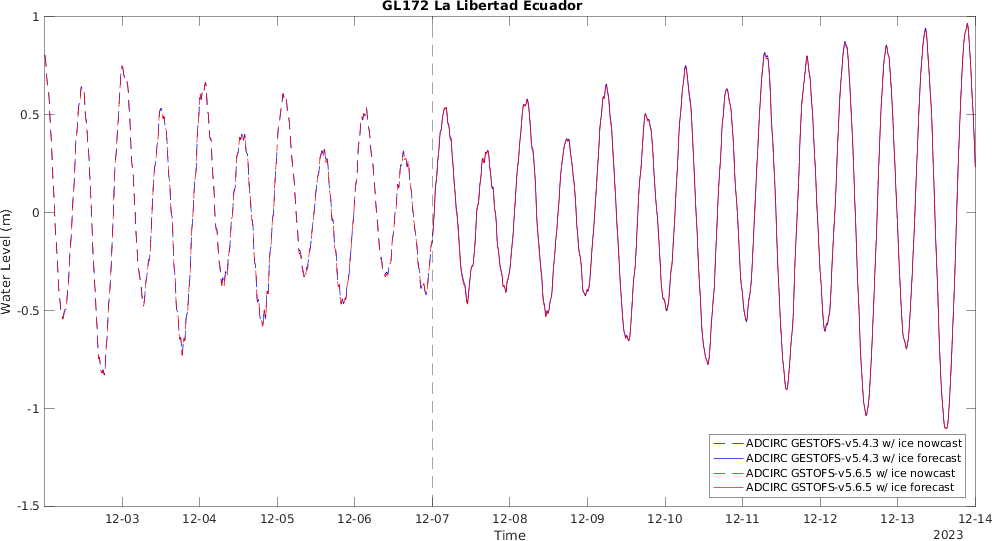 GL172 La Libertad Ecuador
1
0.5
0
-0.5
-1
-1.5
Water Level (m)
12-03 12-04 12-05 12-06 12-07 12-08 12-09 12-10 12-11 12-12 12-13 12-14
Time
2023
ADCIRC GESTOFS-v5.4.3 w/ ice nowcast
ADCIRC GESTOFS-v5.4.3 w/ ice forecast
ADCIRC GSTOFS-v5.6.5 w/ ice nowcast
ADCIRC GSTOFS-v5.6.5 w/ ice forecast